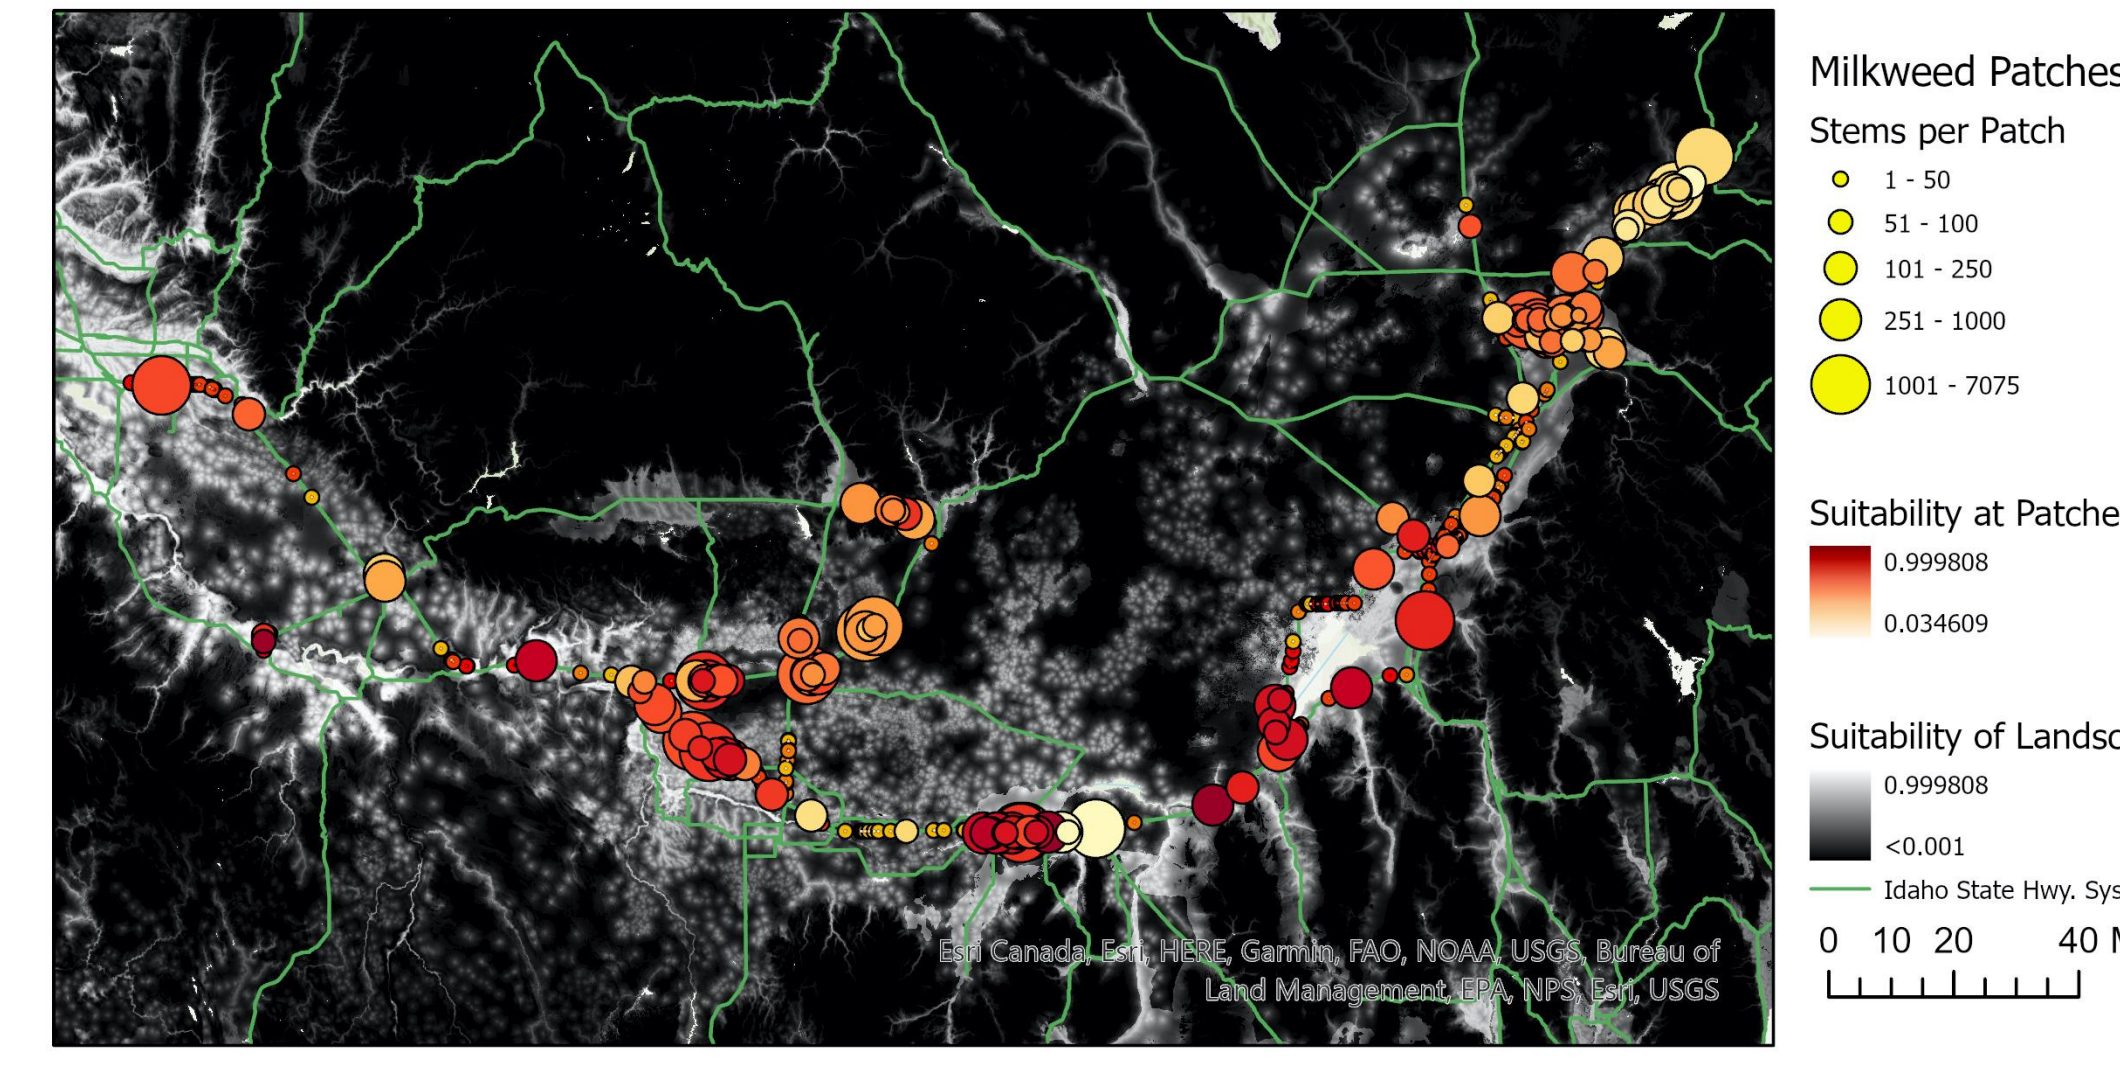 Milkweed Patches
Stems per Patch
1 - 50
51 - 100
101 - 250
251 - 1000
1001 - 7075
Suitability at Patche
0.999808
0.034609
Suitability of Landsc
0.999808
<0.001
Idaho State Hwy. Sys
0 10 20 40 M
Esri Canada, Esri, HERE, Garmin, FAO, NOAA, USGS, Bureau of
Land Management, EPA, NPS, Esri, USGS